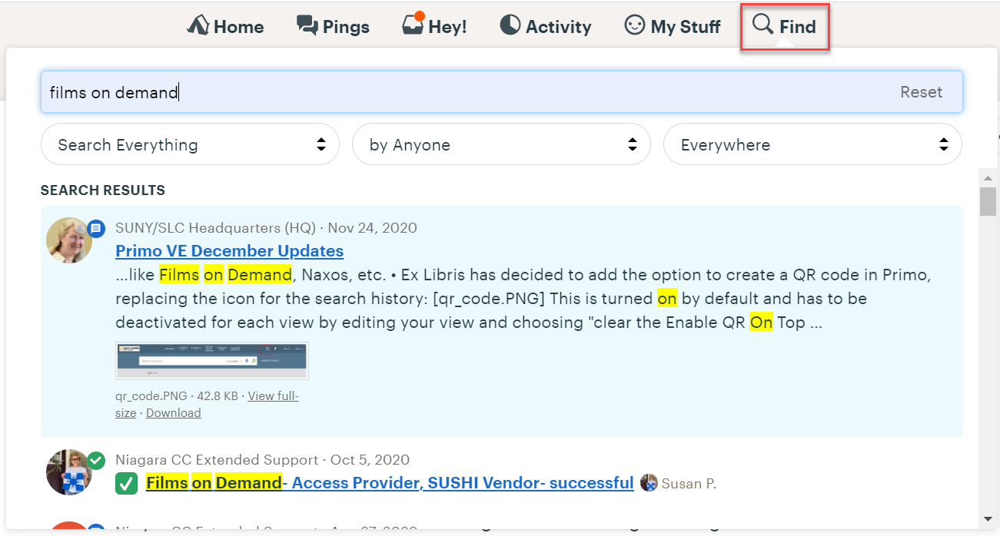 Home Pings Hey! Activity My Stuff Find
films on demand Reset
Search Everything by Anyone Everywhere
SEARCH RESULTS
SUNY/SLC Headquarters (HQ) · Nov 24, 2020
Primo VE December Updates
...like Films on Demand, Naxos, etc. • Ex Libris has decided to add the option to create a QR code in Primo,
replacing the icon for the search history: [qr_code.PNG] This is turned on by default and has to be
deactivated for each view by editing your view and choosing "clear the Enable QR On Top ...
qr_code.PNG · 42.8 KB · View full-
size · Download
Niagara CC Extended Support · Oct 5, 2020
Films on Demand- Access Provider, SUSHI Vendor- successful Susan P.